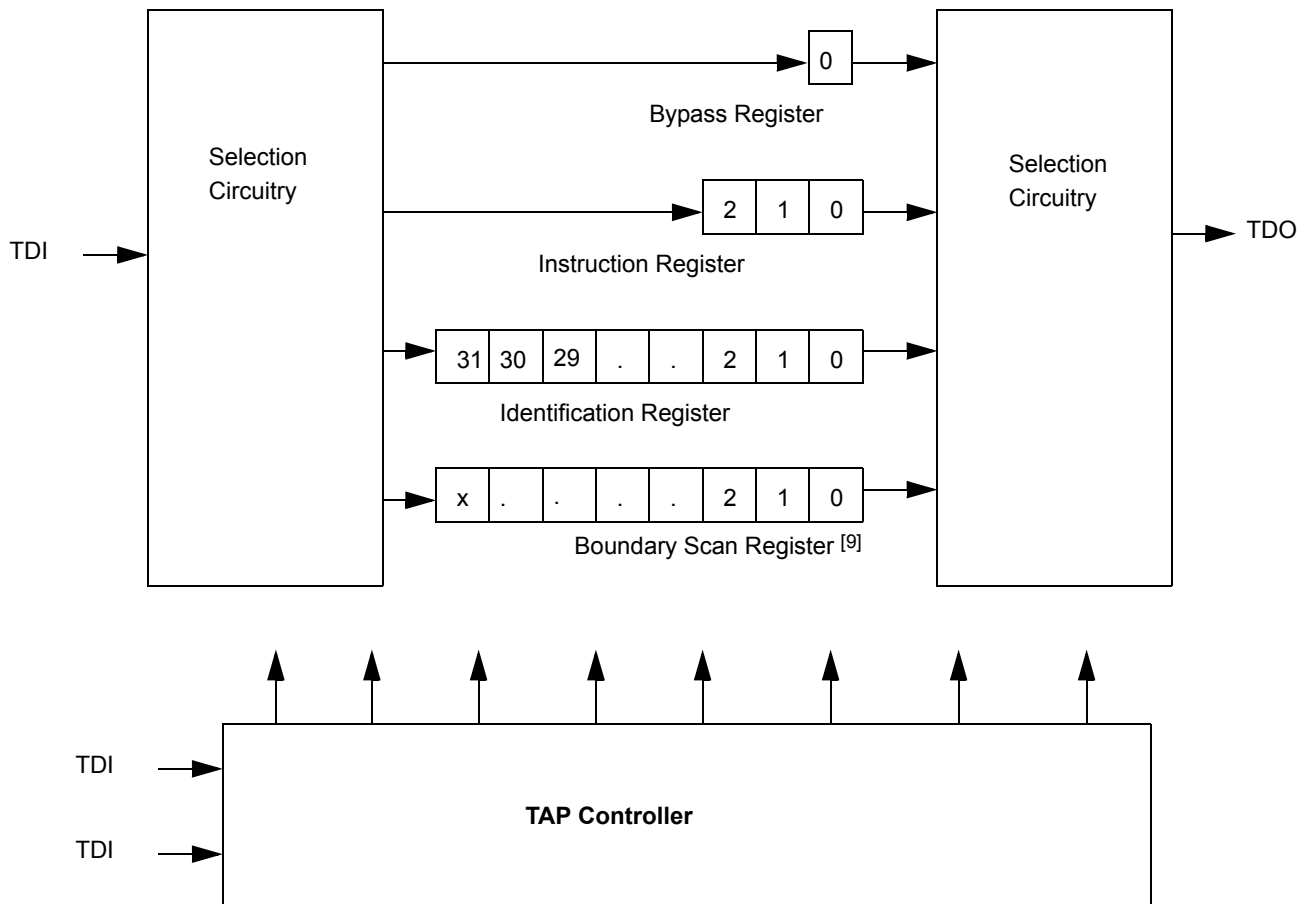 0
Bypass Register
Selection
Circuitry
Selection
Circuitry
2 1 0
TDI
TDO
Instruction Register
31 30 29 . . 2 1 0
Identification Register
x . . . . 2 1 0
Boundary Scan Register [9]
TDI
TAP Controller
TDI